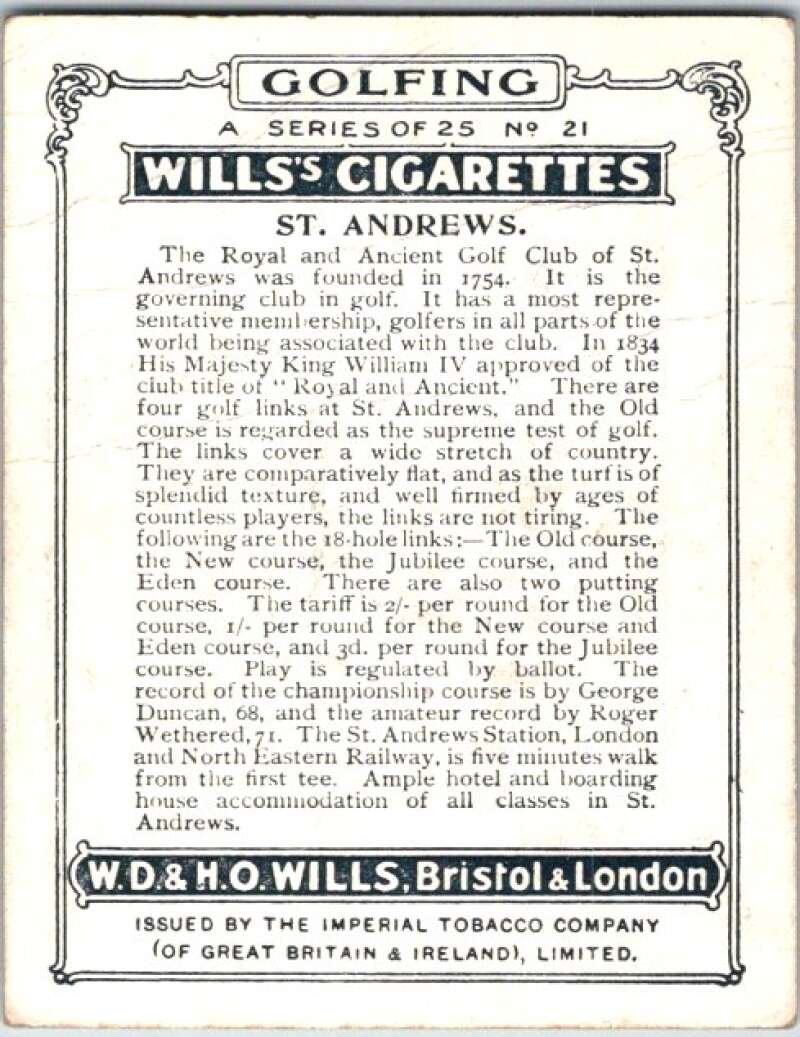 GOLFING
A SERIES OF 25 Nº 21
WILLS'S CIGARETTES
ST. ANDREWS.
The Royal and Ancient Golf Club of St.
Andrews was founded in 1754. It is the
governing club in golf. It has a most repre-
sentative membership, golfers in all parts of the
world being associated with the club. In 1834
His Majesty King William IV approved of the
club title of " Royal and Ancient." There are
four golf links at St. Andrews, and the Old
course is regarded as the supreme test of golf.
The links cover a wide stretch of country.
They are comparatively flat, and as the turf is of
splendid texture, and well firmed by ages of
countless players, the links are not tiring. The
following are the 18-hole links:—The Old course,
the New course, the Jubilee course, and the
Eden course. There are also two putting
courses. The tariff is 2/- per round for the Old
course, 1/- per round for the New course and
Eden course, and 3d. per round for the Jubilee
course. Play is regulated by ballot. The
record of the championship course is by George
Duncan, 68, and the amateur record by Roger
Wethered, 71. The St. Andrews Station, London
and North Eastern Railway, is five minutes walk
from the first tee. Ample hotel and boarding
house accommodation of all classes in St.
Andrews.
W.D & H.O. WILLS, Bristol & London
ISSUED BY THE IMPERIAL TOBACCO COMPANY
(OF GREAT BRITAIN & IRELAND), LIMITED.